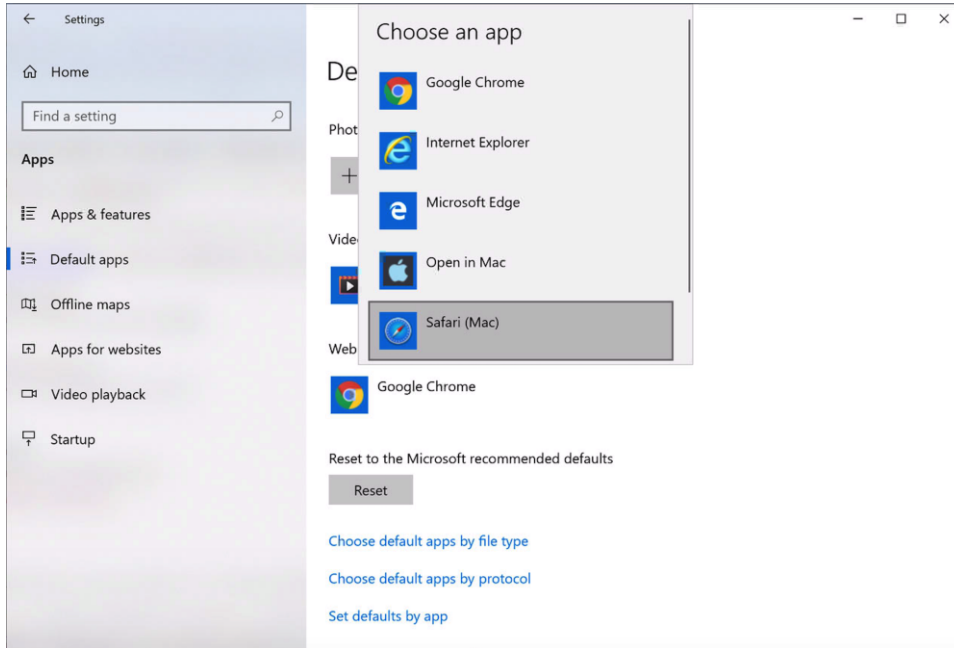 Settings
Home
Find a setting
Apps
Apps & features
Default apps
Offline maps
Apps for websites
Video playback
Startup
De
Phot
Vide
Web
Choose an app
Google Chrome
Internet Explorer
Microsoft Edge
Open in Mac
Safari (Mac)
Google Chrome
Reset to the Microsoft recommended defaults
Reset
Choose default apps by file type
Choose default apps by protocol
Set defaults by app